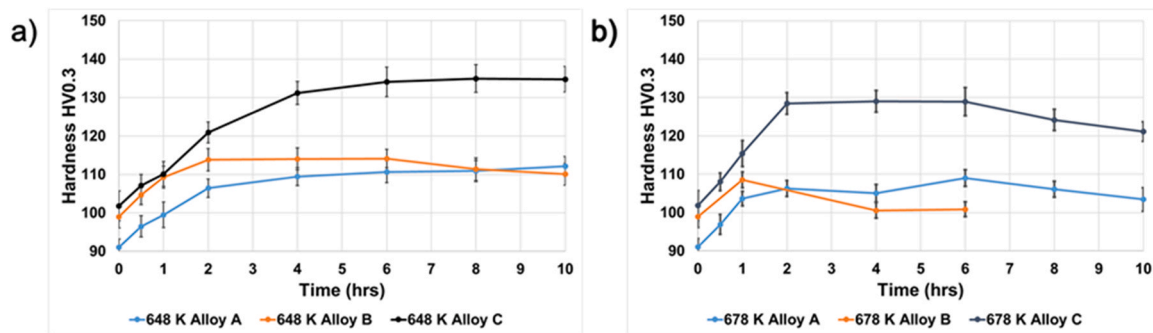 a)
150
140
130
120
110
100
90
Hardness HV0.3
0 1 2 3 4 5 6 7 8 9 10
Time (hrs)
648 K Alloy A 648 K Alloy B 648 K Alloy C
b)
150
140
130
120
110
100
90
Hardness HV0.3
0 1 2 3 4 5 6 7 8 9 10
Time (hrs)
678 K Alloy A 678 K Alloy B 678 K Alloy C